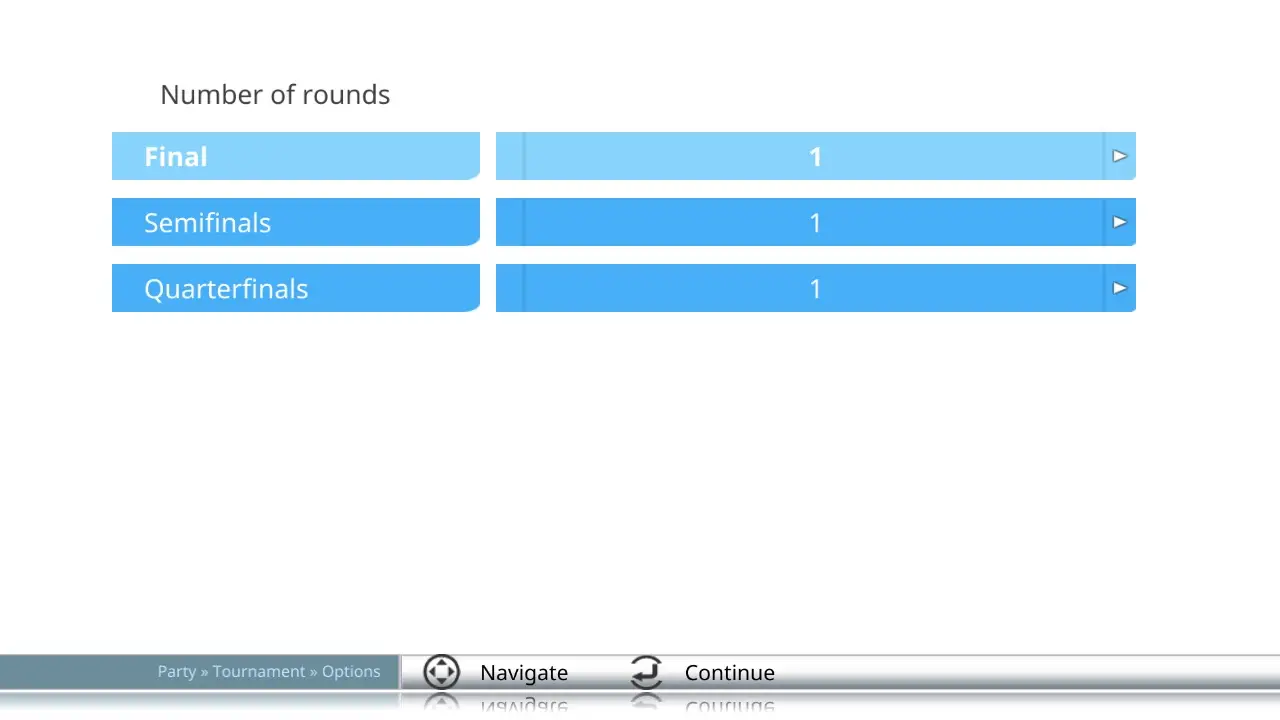 Number of rounds
Final 1
Semifinals 1
Quarterfinals 1
Party » Tournament » Options Navigate Continue